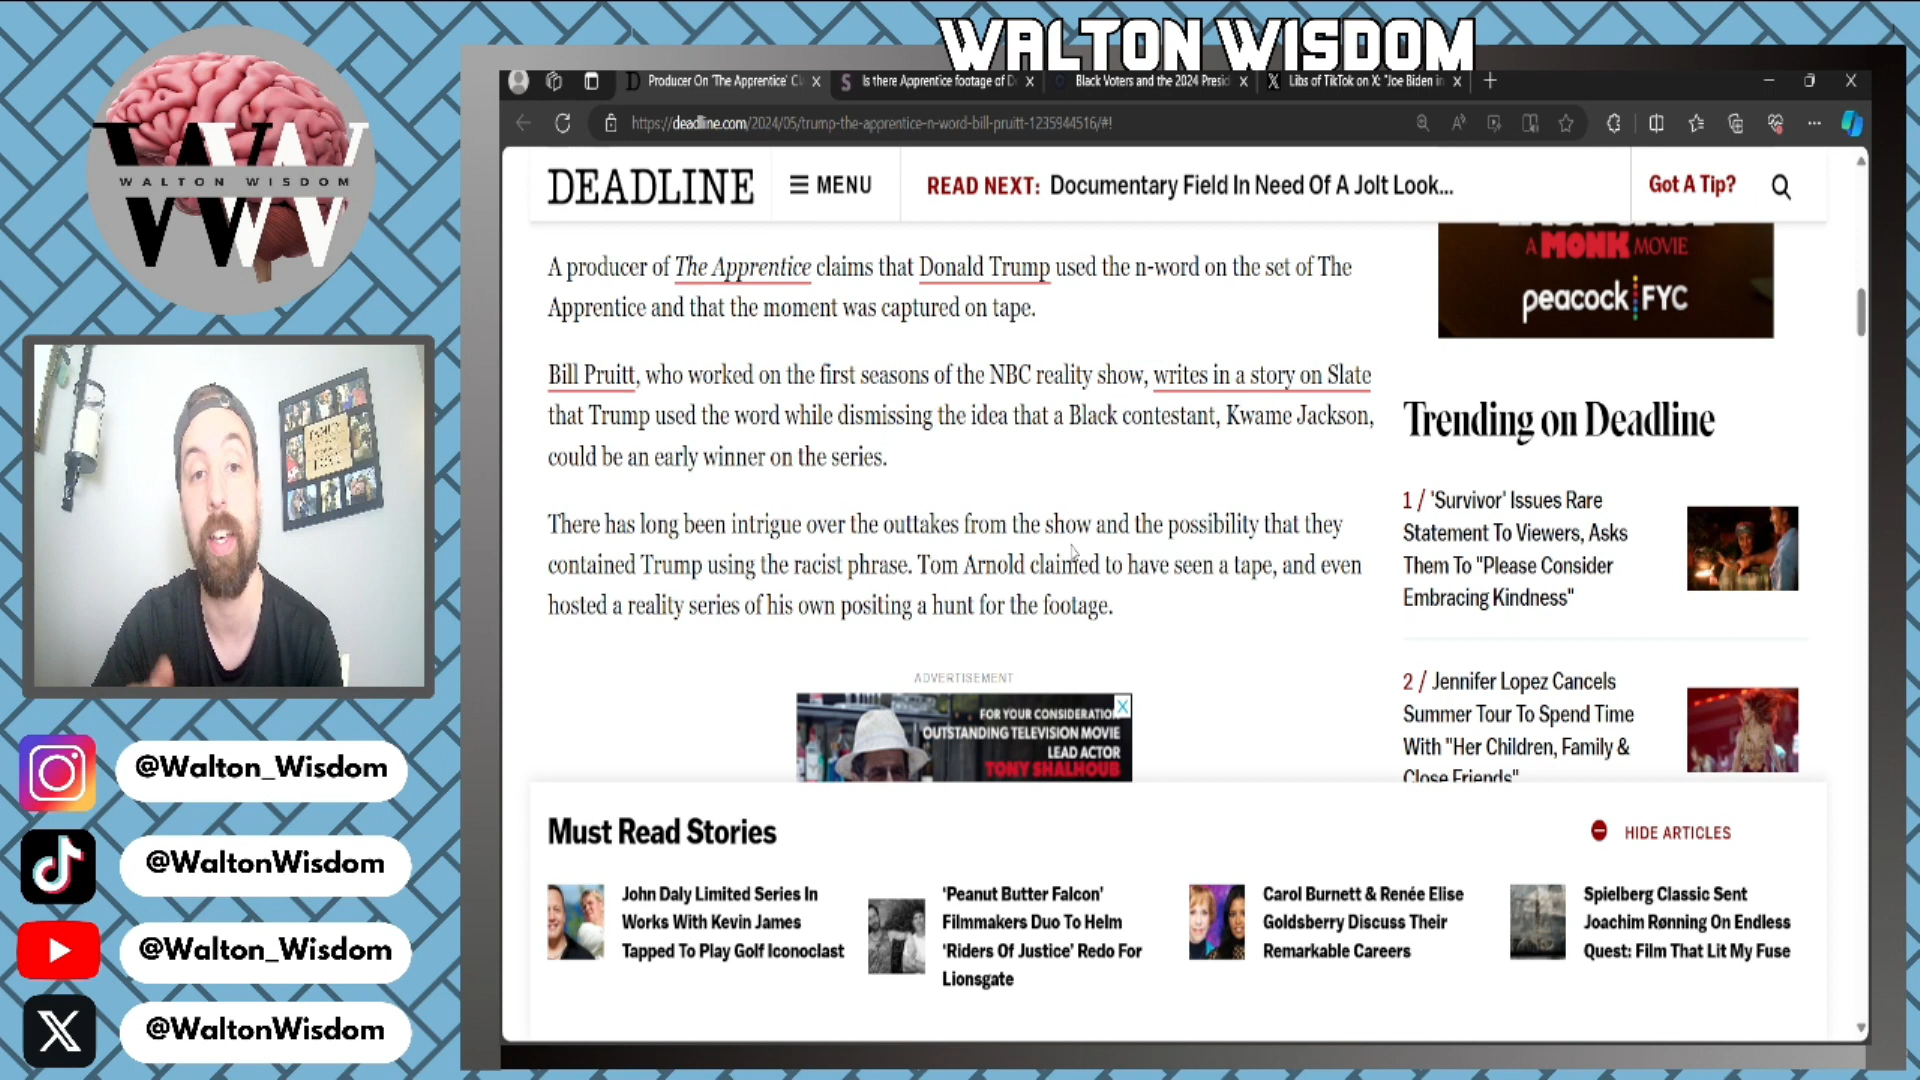 WALTON WISDOM
WALTON WISDOM
Producer On 'The Apprentice' Cl
Is there Apprentice footage of D
Black Voters and the 2024 Presid
Libs of TikTok on X: "Joe Biden in
https://deadline.com/2024/05/trump-the-apprentice-n-word-bill-pruitt-1235944516/#!
DEADLINE
MENU
READ NEXT: Documentary Field In Need Of A Jolt Look...
Got A Tip?
A producer of The Apprentice claims that Donald Trump used the n-word on the set of The
Apprentice and that the moment was captured on tape.
Bill Pruitt, who worked on the first seasons of the NBC reality show, writes in a story on Slate
that Trump used the word while dismissing the idea that a Black contestant, Kwame Jackson,
could be an early winner on the series.
There has long been intrigue over the outtakes from the show and the possibility that they
contained Trump using the racist phrase. Tom Arnold claimed to have seen a tape, and even
hosted a reality series of his own positing a hunt for the footage.
ADVERTISEMENT
FOR YOUR CONSIDERATION
OUTSTANDING TELEVISION MOVIE
LEAD ACTOR
TONY SHALHOUB
A MONK MOVIE
peacock FYC
Trending on Deadline
1 / 'Survivor' Issues Rare
Statement To Viewers, Asks
Them To "Please Consider
Embracing Kindness"
2 / Jennifer Lopez Cancels
Summer Tour To Spend Time
With "Her Children, Family &
Close Friends"
Must Read Stories
HIDE ARTICLES
John Daly Limited Series In
Works With Kevin James
Tapped To Play Golf Iconoclast
'Peanut Butter Falcon'
Filmmakers Duo To Helm
'Riders Of Justice' Redo For
Lionsgate
Carol Burnett & Renée Elise
Goldsberry Discuss Their
Remarkable Careers
Spielberg Classic Sent
Joachim Rønning On Endless
Quest: Film That Lit My Fuse
@Walton_Wisdom
@WaltonWisdom
@Walton_Wisdom
@WaltonWisdom